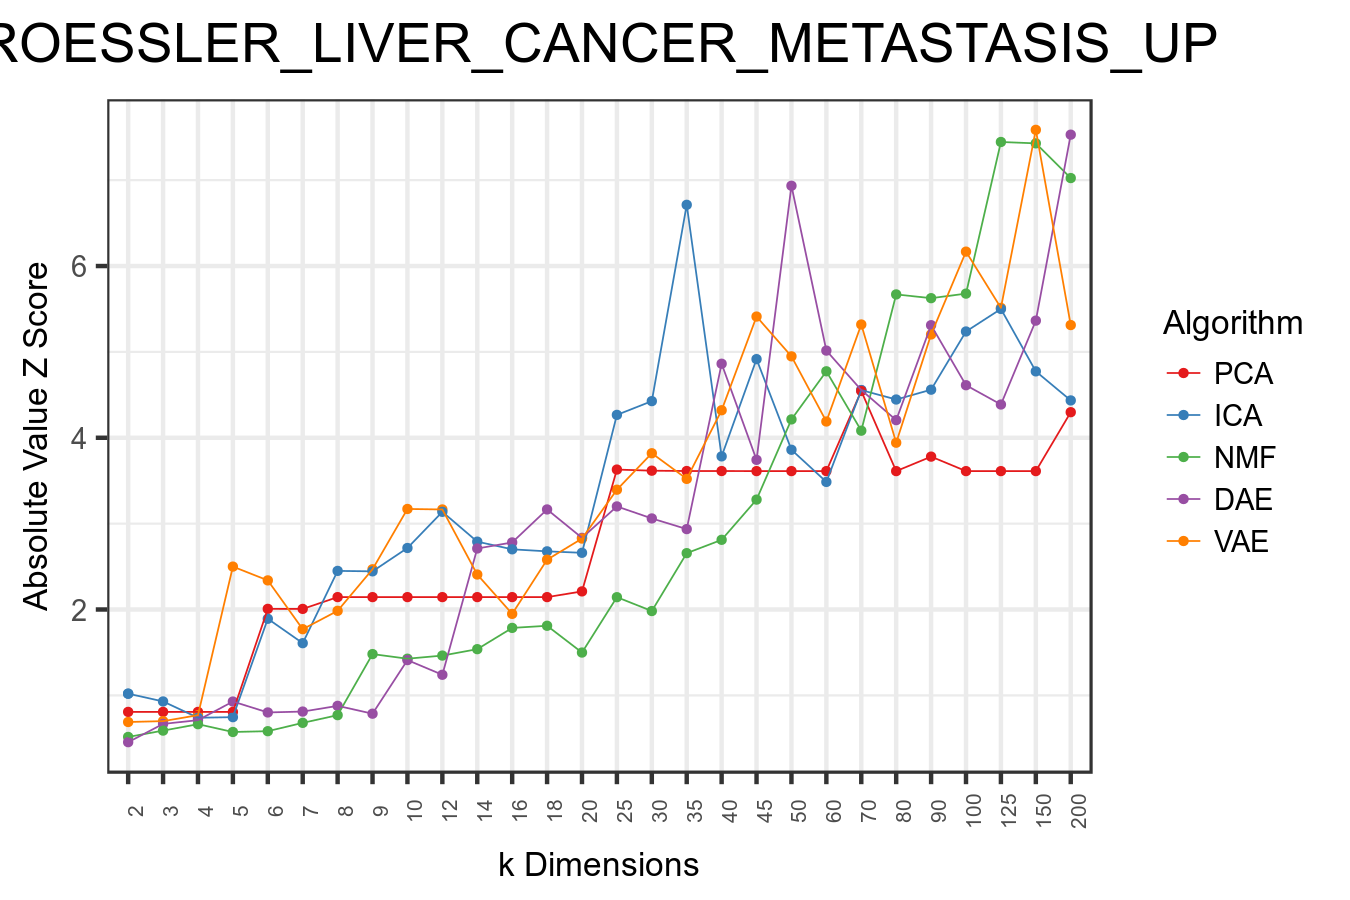 ROESSLER_LIVER_CANCER_METASTASIS_UP
Absolute Value Z Score
6
4
2
2 3 4 5 6 7 8 9 10 12 14 16 18 20 25 30 35 40 45 50 60 70 80 90 100 125 150 200
k Dimensions
Algorithm
PCA
ICA
NMF
DAE
VAE